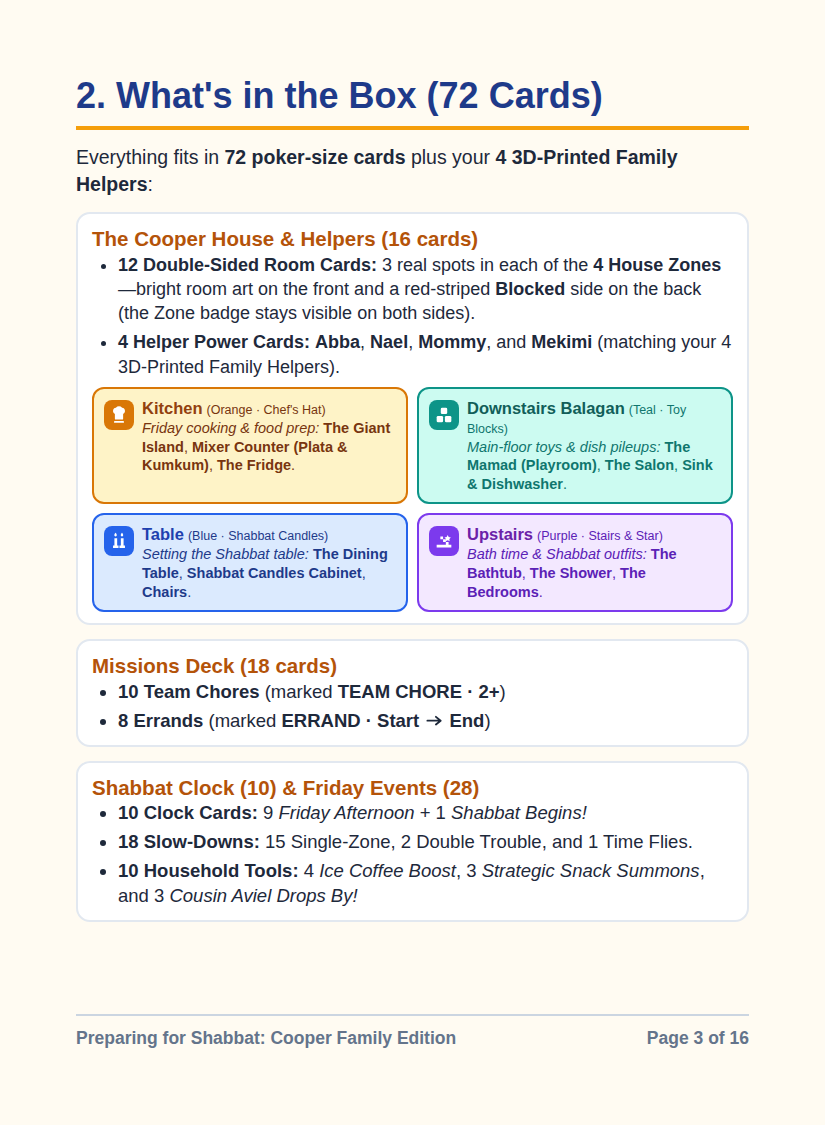 2. What's in the Box (72 Cards)
Everything fits in 72 poker-size cards plus your 4 3D-Printed Family
Helpers:
The Cooper House & Helpers (16 cards)
• 12 Double-Sided Room Cards: 3 real spots in each of the 4 House Zones
—bright room art on the front and a red-striped Blocked side on the back
(the Zone badge stays visible on both sides).
• 4 Helper Power Cards: Abba, Nael, Mommy, and Mekimi (matching your 4
3D-Printed Family Helpers).
Kitchen (Orange · Chef's Hat)
Friday cooking & food prep: The Giant
Island, Mixer Counter (Plata &
Kumkum), The Fridge.
Downstairs Balagan (Teal · Toy
Blocks)
Main-floor toys & dish pileups: The
Mamad (Playroom), The Salon, Sink
& Dishwasher.
Table (Blue · Shabbat Candles)
Setting the Shabbat table: The Dining
Table, Shabbat Candles Cabinet,
Chairs.
Upstairs (Purple · Stairs & Star)
Bath time & Shabbat outfits: The
Bathtub, The Shower, The
Bedrooms.
Missions Deck (18 cards)
• 10 Team Chores (marked TEAM CHORE · 2+)
• 8 Errands (marked ERRAND · Start → End)
Shabbat Clock (10) & Friday Events (28)
• 10 Clock Cards: 9 Friday Afternoon + 1 Shabbat Begins!
• 18 Slow-Downs: 15 Single-Zone, 2 Double Trouble, and 1 Time Flies.
• 10 Household Tools: 4 Ice Coffee Boost, 3 Strategic Snack Summons,
and 3 Cousin Aviel Drops By!
Preparing for Shabbat: Cooper Family Edition
Page 3 of 16